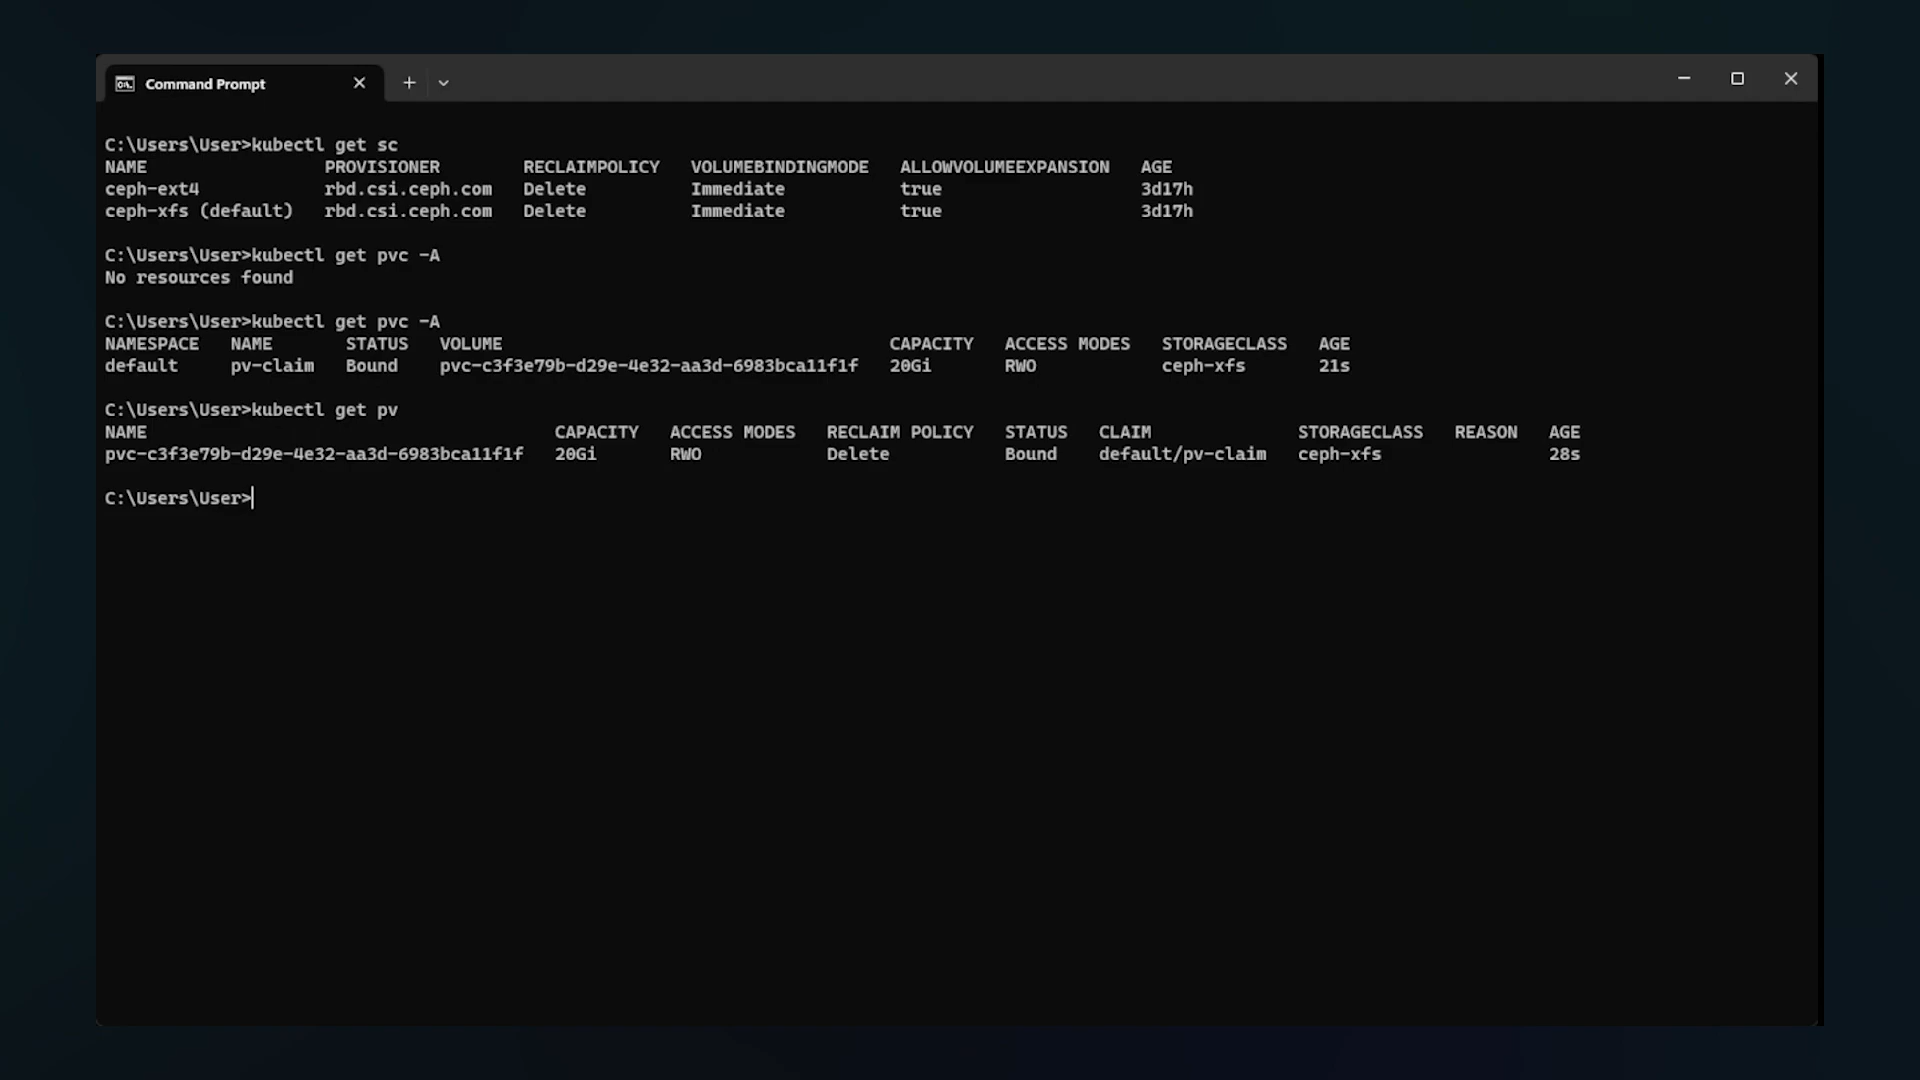 Command Prompt
C:\Users\User>kubectl get sc
NAME PROVISIONER RECLAIMPOLICY VOLUMEBINDINGMODE ALLOWVOLUMEEXPANSION AGE
ceph-ext4 rbd.csi.ceph.com Delete Immediate true 3d17h
ceph-xfs (default) rbd.csi.ceph.com Delete Immediate true 3d17h
C:\Users\User>kubectl get pvc -A
No resources found
C:\Users\User>kubectl get pvc -A
NAMESPACE NAME STATUS VOLUME CAPACITY ACCESS MODES STORAGECLASS AGE
default pv-claim Bound pvc-c3f3e79b-d29e-4e32-aa3d-6983bca11f1f 20Gi RWO ceph-xfs 21s
C:\Users\User>kubectl get pv
NAME CAPACITY ACCESS MODES RECLAIM POLICY STATUS CLAIM STORAGECLASS REASON AGE
pvc-c3f3e79b-d29e-4e32-aa3d-6983bca11f1f 20Gi RWO Delete Bound default/pv-claim ceph-xfs 28s
C:\Users\User>